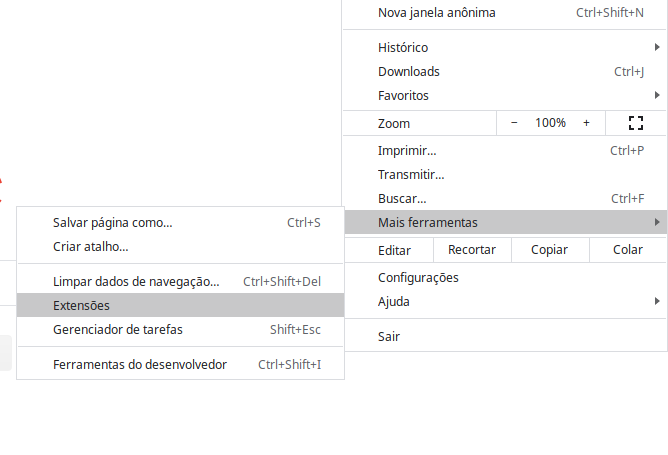 Nova janela anônima Ctrl+Shift+N
Histórico
Downloads Ctrl+J
Favoritos
Zoom − 100% +
Imprimir... Ctrl+P
Transmitir...
Buscar... Ctrl+F
Mais ferramentas
Editar Recortar Copiar Colar
Configurações
Ajuda
Sair
Salvar página como... Ctrl+S
Criar atalho...
Limpar dados de navegação... Ctrl+Shift+Del
Extensões
Gerenciador de tarefas Shift+Esc
Ferramentas do desenvolvedor Ctrl+Shift+I